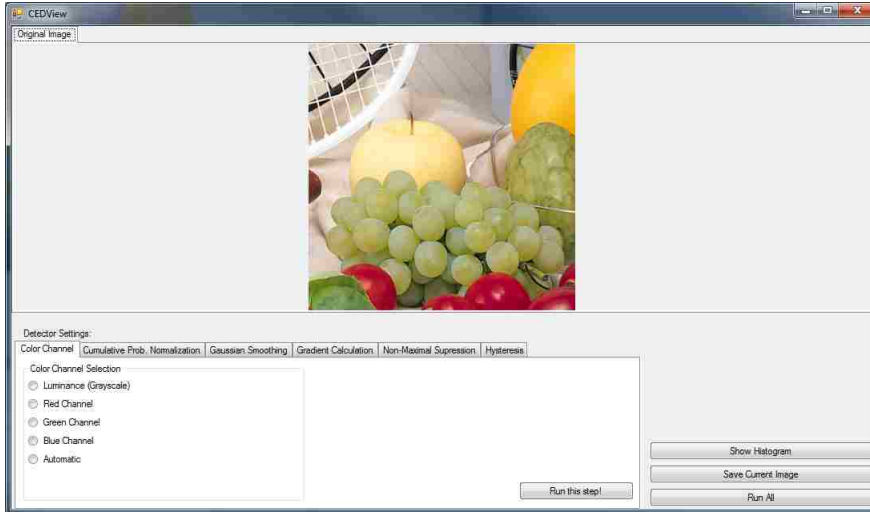 CEDView
Original Image
Detector Settings:
Color Channel Cumulative Prob. Normalization Gaussian Smoothing Gradient Calculation Non-Maximal Supression Hysteresis
Color Channel Selection
Luminance (Grayscale)
Red Channel
Green Channel
Blue Channel
Automatic
Run this step!
Show Histogram
Save Current Image
Run All